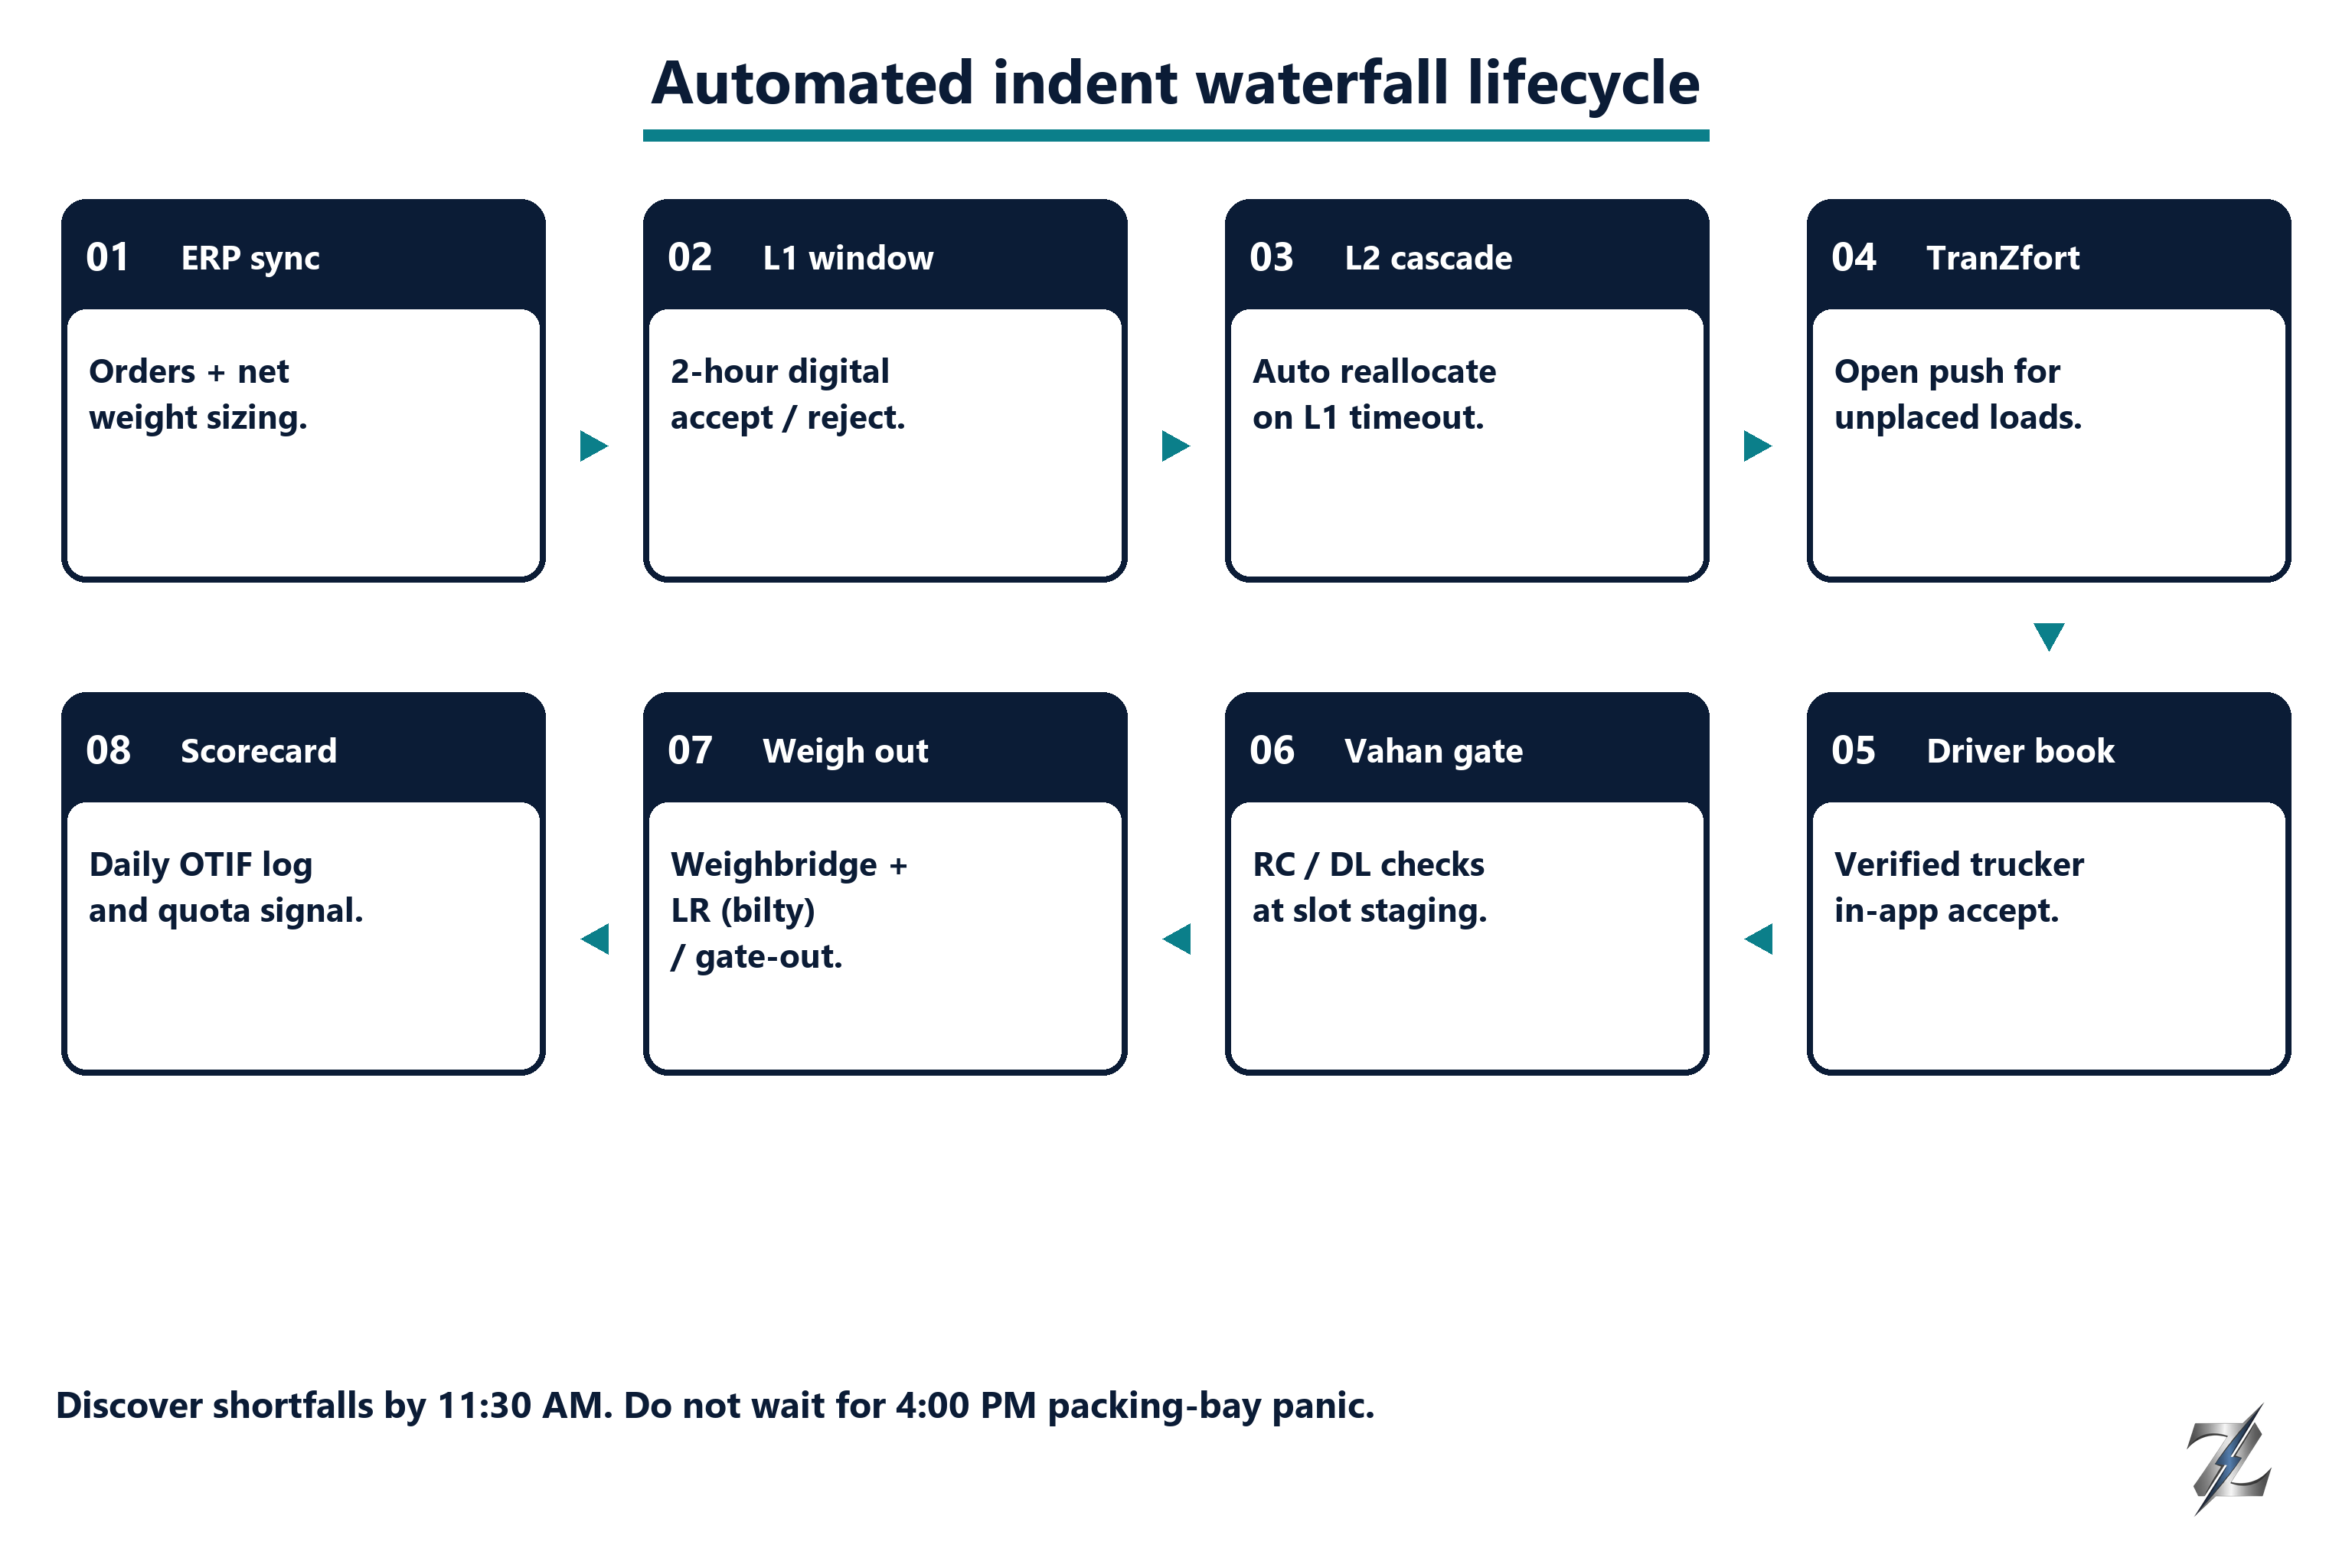 Automated indent waterfall lifecycle
01 ERP sync
Orders + net
weight sizing.
02 L1 window
2-hour digital
accept / reject.
03 L2 cascade
Auto reallocate
on L1 timeout.
04 TranZfort
Open push for
unplaced loads.
05 Driver book
Verified trucker
in-app accept.
06 Vahan gate
RC / DL checks
at slot staging.
07 Weigh out
Weighbridge +
LR (bilty)
/ gate-out.
08 Scorecard
Daily OTIF log
and quota signal.
Discover shortfalls by 11:30 AM. Do not wait for 4:00 PM packing-bay panic.
Z